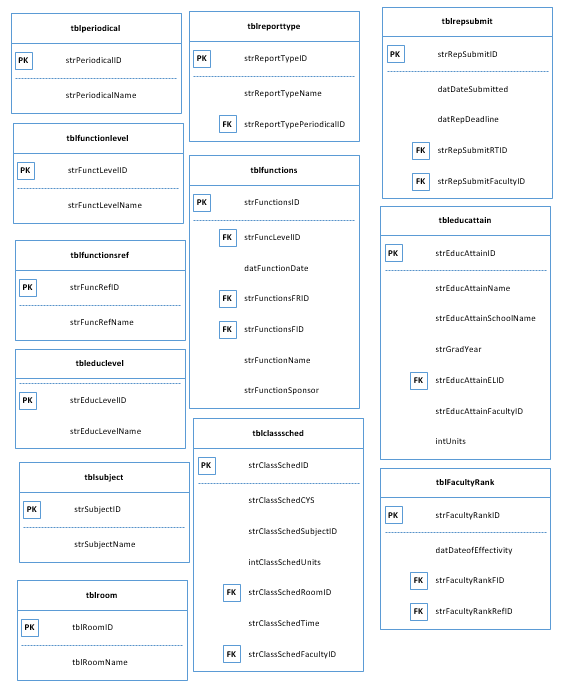 tblperiodical
PK strPeriodicalID
strPeriodicalName
tblfunctionlevel
PK strFunctLevelID
strFunctLevelName
tblfunctionsref
PK strFuncRefID
strFuncRefName
tbleduclevel
PK strEducLevelID
strEducLevelName
tblsubject
PK strSubjectID
strSubjectName
tblroom
PK tblRoomID
tblRoomName
tblreporttype
PK strReportTypeID
strReportTypeName
FK strReportTypePeriodicalID
tblfunctions
PK strFunctionsID
FK strFuncLevelID
datFunctionDate
FK strFunctionsFRID
FK strFunctionsFID
strFunctionName
strFunctionSponsor
tblclasssched
PK strClassSchedID
strClassSchedCYS
strClassSchedSubjectID
intClassSchedUnits
FK strClassSchedRoomID
strClassSchedTime
FK strClassSchedFacultyID
tblrepsubmit
PK strRepSubmitID
datDateSubmitted
datRepDeadline
FK strRepSubmitRTID
FK strRepSubmitFacultyID
tbleducattain
PK strEducAttainID
strEducAttainName
strEducAttainSchoolName
strGradYear
FK strEducAttainELID
strEducAttainFacultyID
intUnits
tblFacultyRank
PK strFacultyRankID
datDateofEffectivity
FK strFacultyRankFID
FK strFacultyRankRefID